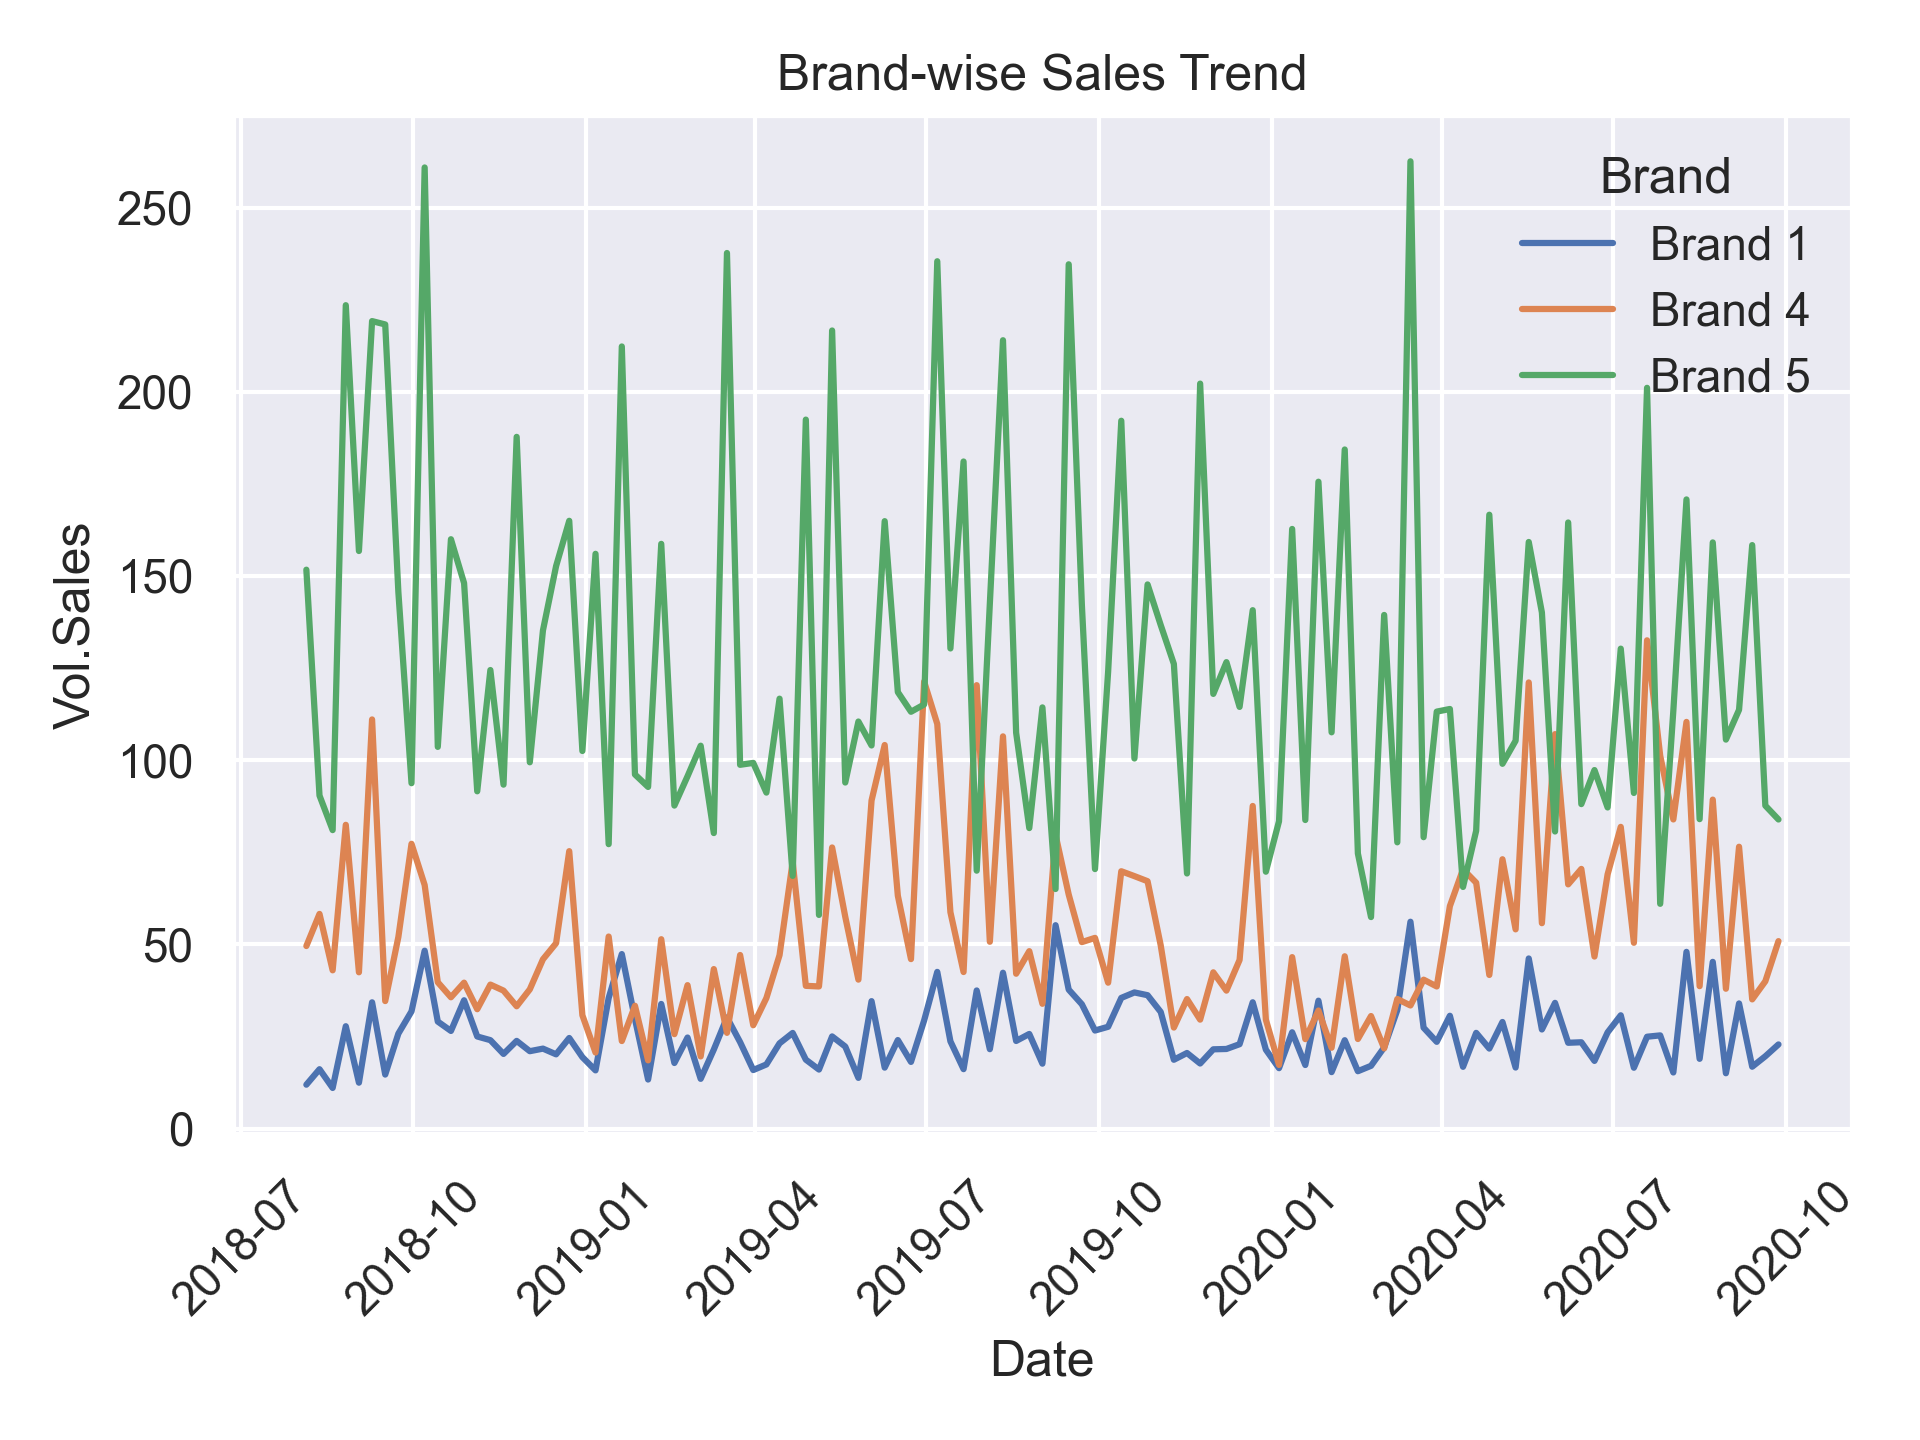 Brand-wise Sales Trend
Brand
Brand 1
Brand 4
Brand 5
Vol.Sales
250
200
150
100
50
0
2018-07
2018-10
2019-01
2019-04
2019-07
2019-10
2020-01
2020-04
2020-07
2020-10
Date